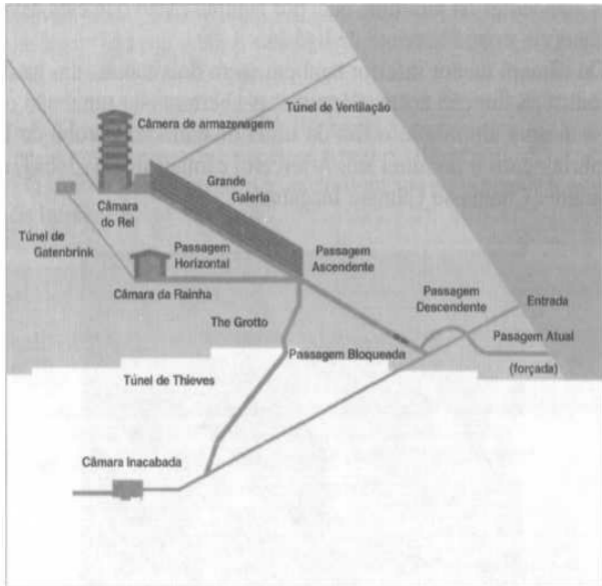 Túnel de Ventilação
Câmera de armazenagem
Grande
Galeria
Câmara
do Rei
Túnel de
Gatenbrink
Passagem
Horizontal
Passagem
Ascendente
Câmara da Rainha
Passagem
Descendente
Entrada
The Grotto
Pasagem Atual
Passagem Bloqueada
(forçada)
Túnel de Thieves
Câmara Inacabada